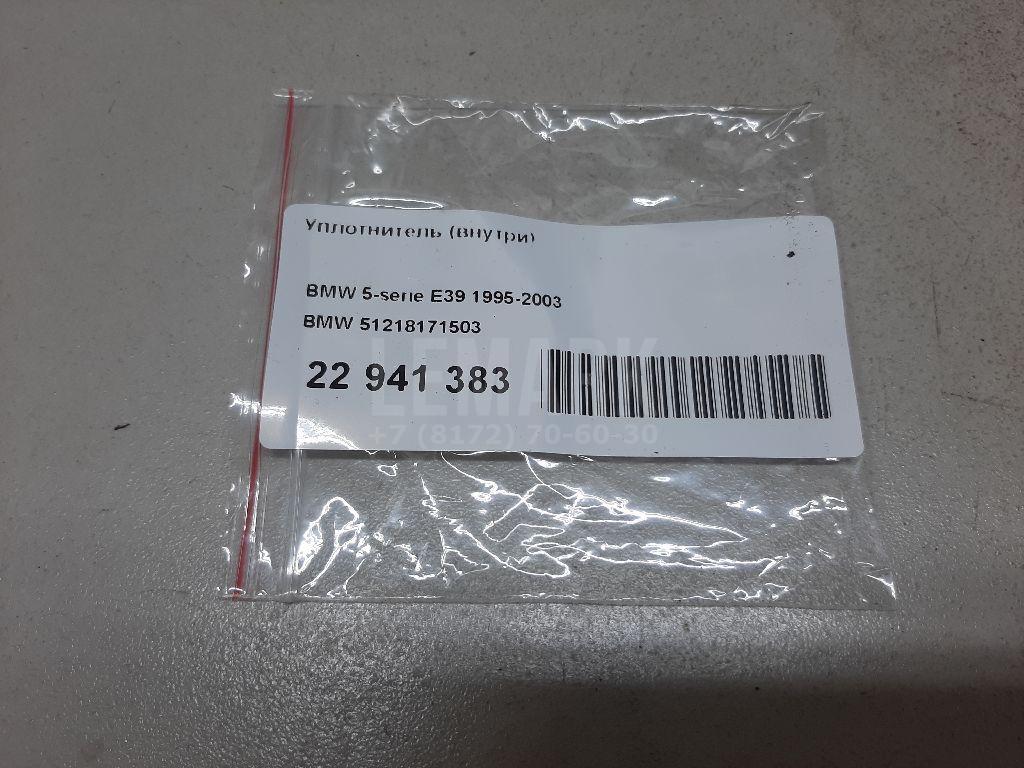 Уплотнитель (внутри)
BMW 5-serie E39 1995-2003
BMW 51218171503
22 941 383
LEMARK
+7 (8172) 70-60-30